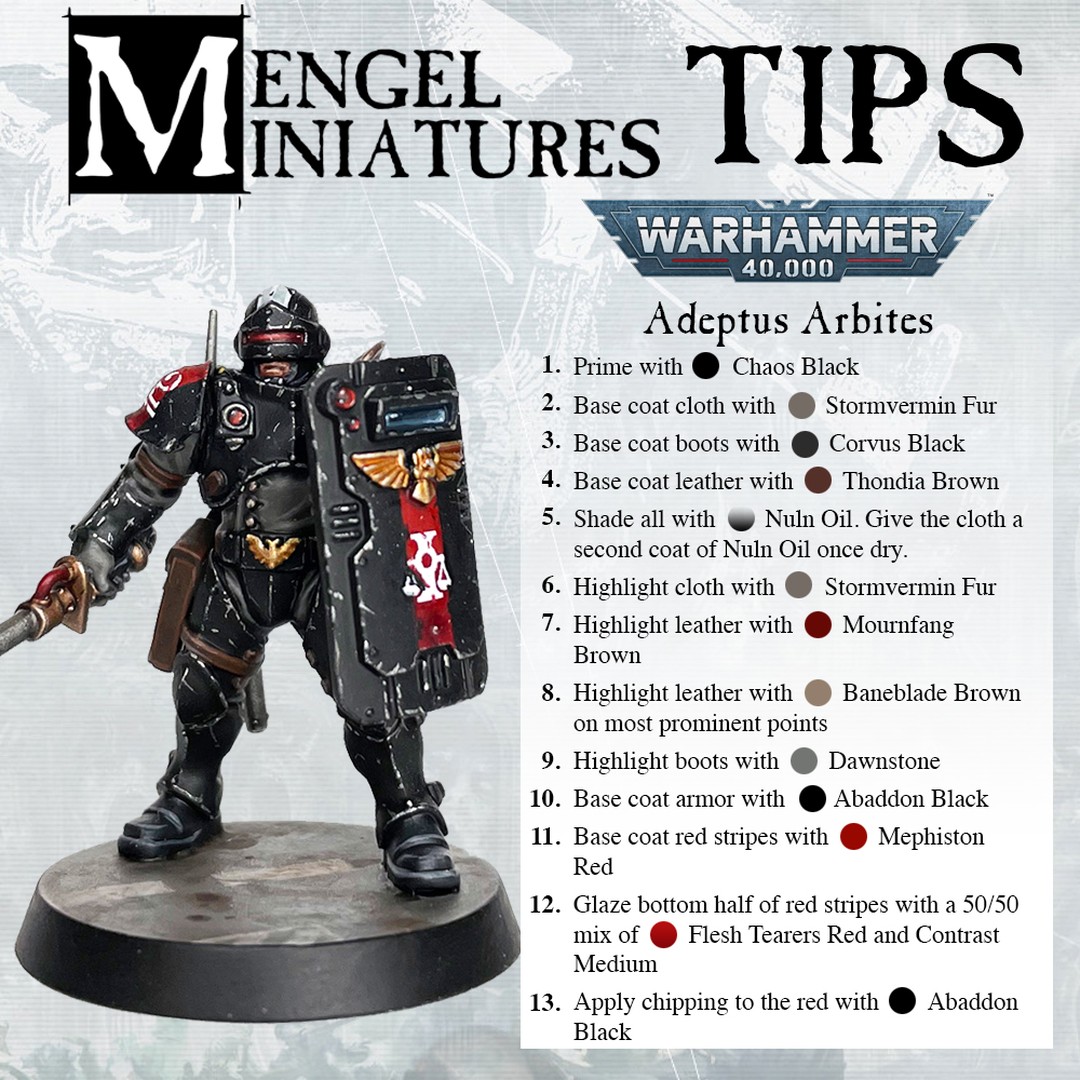 MENGEL
MINIATURES
TIPS
WARHAMMER
40,000
Adeptus Arbites
1. Prime with Chaos Black
2. Base coat cloth with Stormvermin Fur
3. Base coat boots with Corvus Black
4. Base coat leather with Thondia Brown
5. Shade all with Nuln Oil. Give the cloth a
second coat of Nuln Oil once dry.
6. Highlight cloth with Stormvermin Fur
7. Highlight leather with Mournfang
Brown
8. Highlight leather with Baneblade Brown
on most prominent points
9. Highlight boots with Dawnstone
10. Base coat armor with Abaddon Black
11. Base coat red stripes with Mephiston
Red
12. Glaze bottom half of red stripes with a 50/50
mix of Flesh Tearers Red and Contrast
Medium
13. Apply chipping to the red with Abaddon
Black